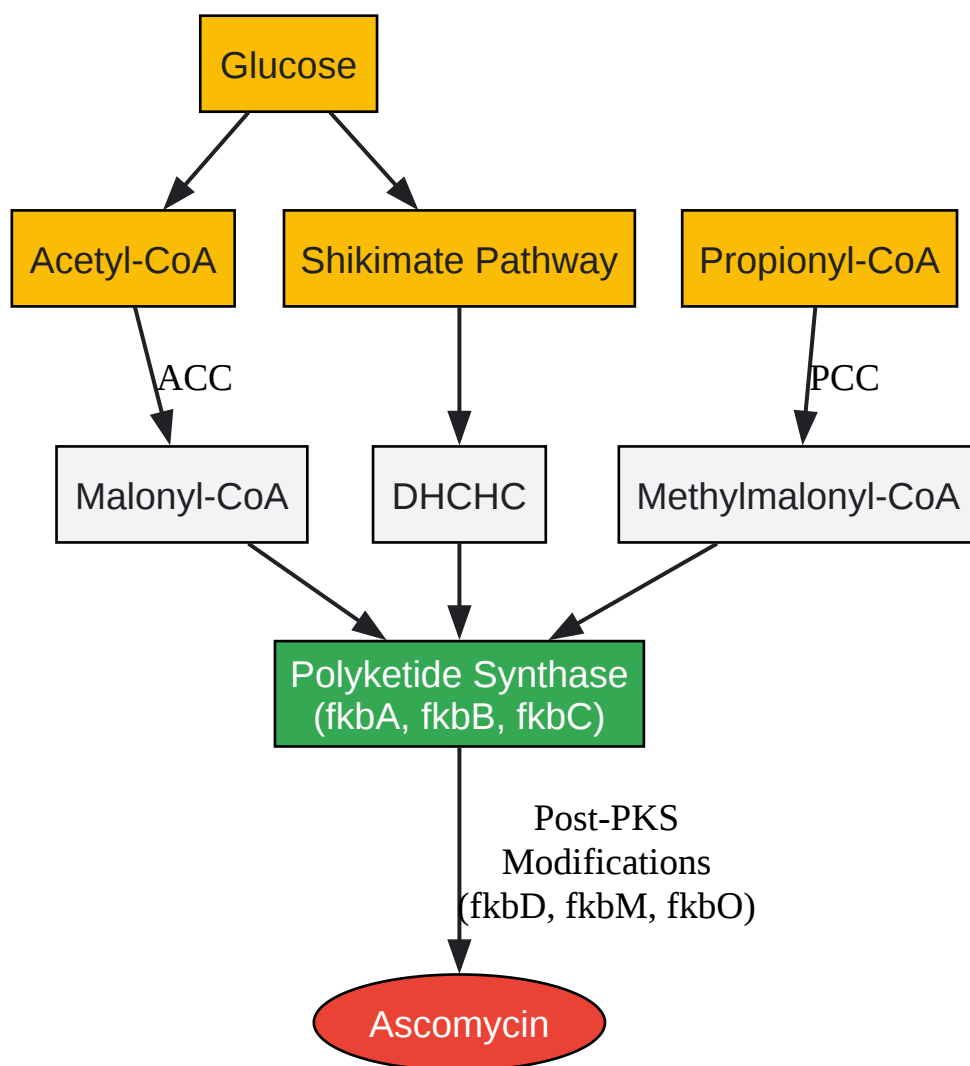 Glucose
Acetyl-CoA
Shikimate Pathway
Propionyl-CoA
ACC
PCC
Malonyl-CoA
DHCHC
Methylmalonyl-CoA
Polyketide Synthase
(fkbA, fkbB, fkbC)
Post-PKS
Modifications
(fkbD, fkbM, fkbO)
Ascomycin